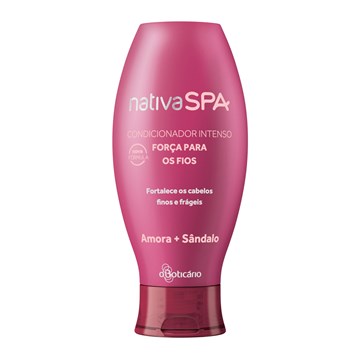 nativaSPA
CONDICIONADOR INTENSO
FORÇA PARA
OS FIOS
Fortalece os cabelos
finos e frágeis
Amora + Sândalo
oBoticário